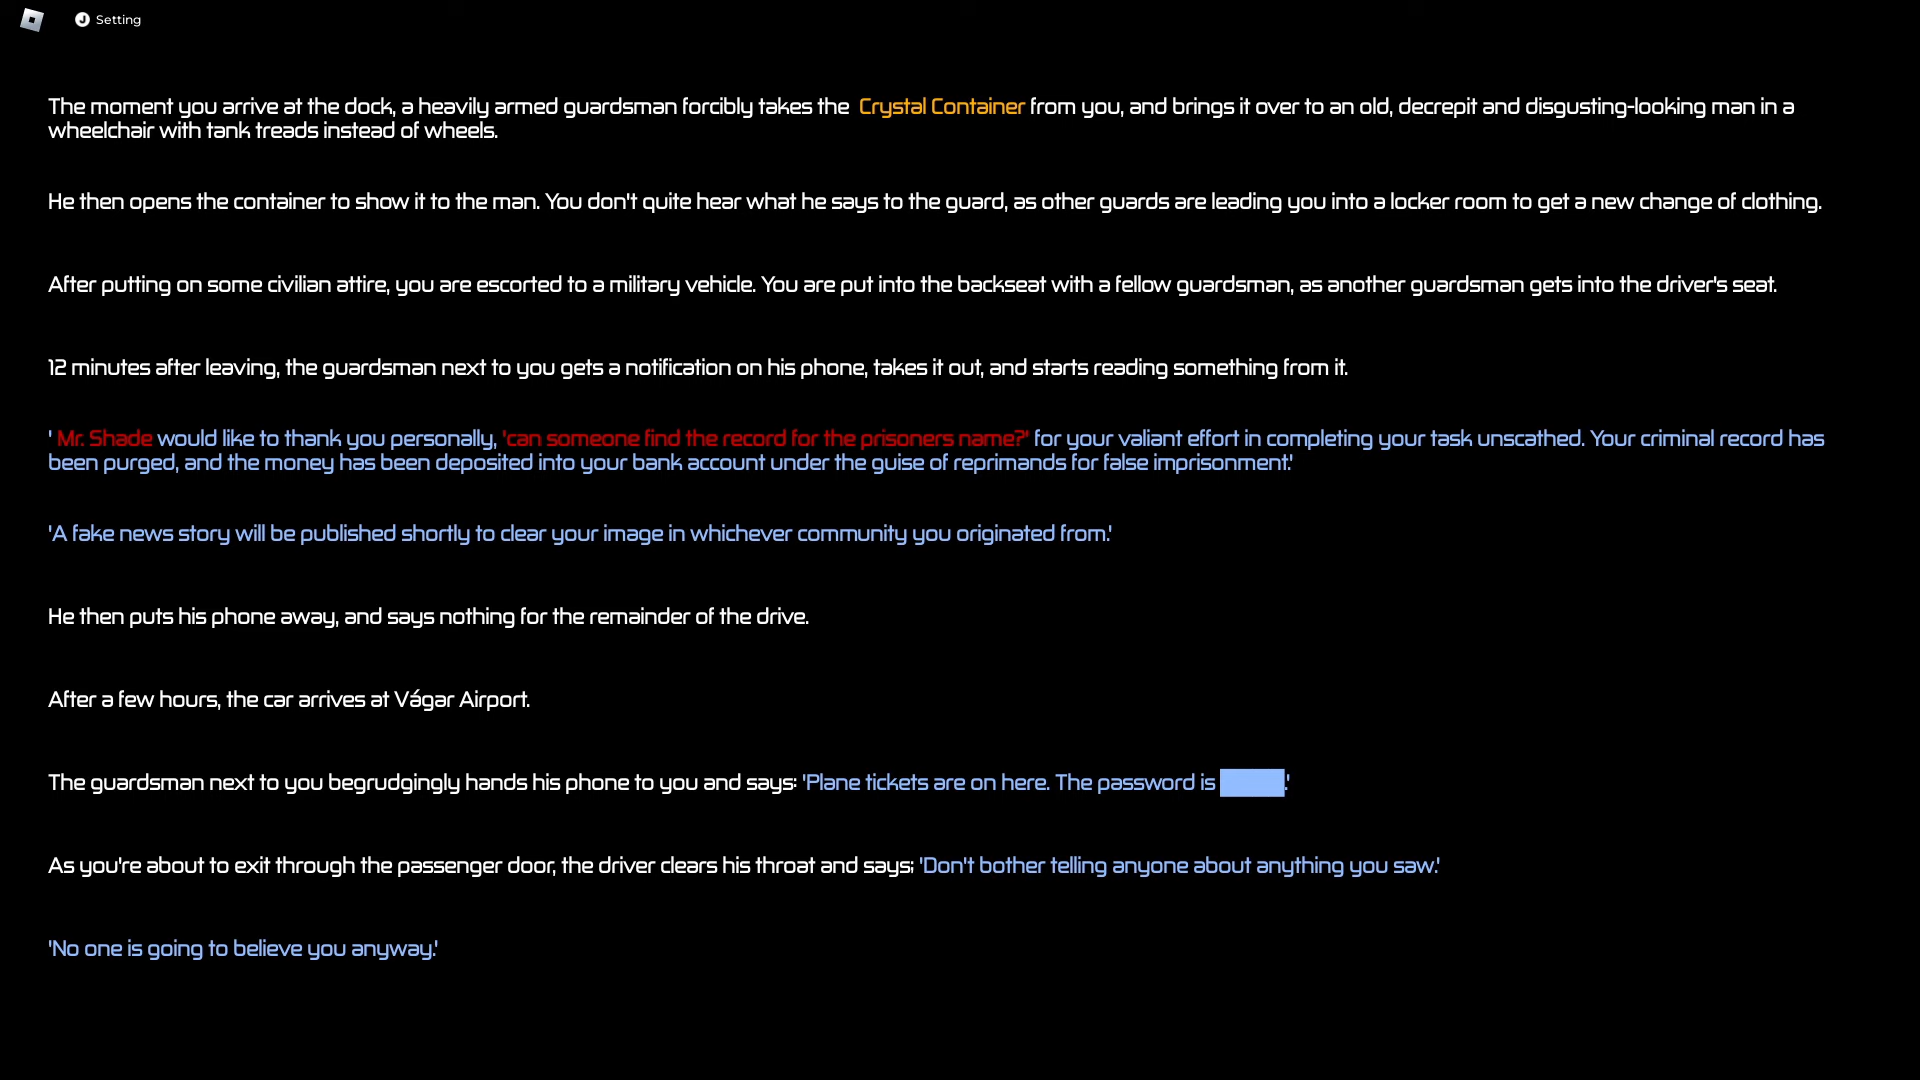 Setting
The moment you arrive at the dock, a heavily armed guardsman forcibly takes the Crystal Container from you, and brings it over to an old, decrepit and disgusting-looking man in a
wheelchair with tank treads instead of wheels.
He then opens the container to show it to the man. You don't quite hear what he says to the guard, as other guards are leading you into a locker room to get a new change of clothing.
After putting on some civilian attire, you are escorted to a military vehicle. You are put into the backseat with a fellow guardsman, as another guardsman gets into the driver's seat.
12 minutes after leaving, the guardsman next to you gets a notification on his phone, takes it out, and starts reading something from it.
' Mr. Shade would like to thank you personally, 'can someone find the record for the prisoners name?' for your valiant effort in completing your task unscathed. Your criminal record has
been purged, and the money has been deposited into your bank account under the guise of reprimands for false imprisonment.'
'A fake news story will be published shortly to clear your image in whichever community you originated from.'
He then puts his phone away, and says nothing for the remainder of the drive.
After a few hours, the car arrives at Vágar Airport.
The guardsman next to you begrudgingly hands his phone to you and says: 'Plane tickets are on here. The password is █████.'
As you're about to exit through the passenger door, the driver clears his throat and says; 'Don't bother telling anyone about anything you saw.'
'No one is going to believe you anyway.'